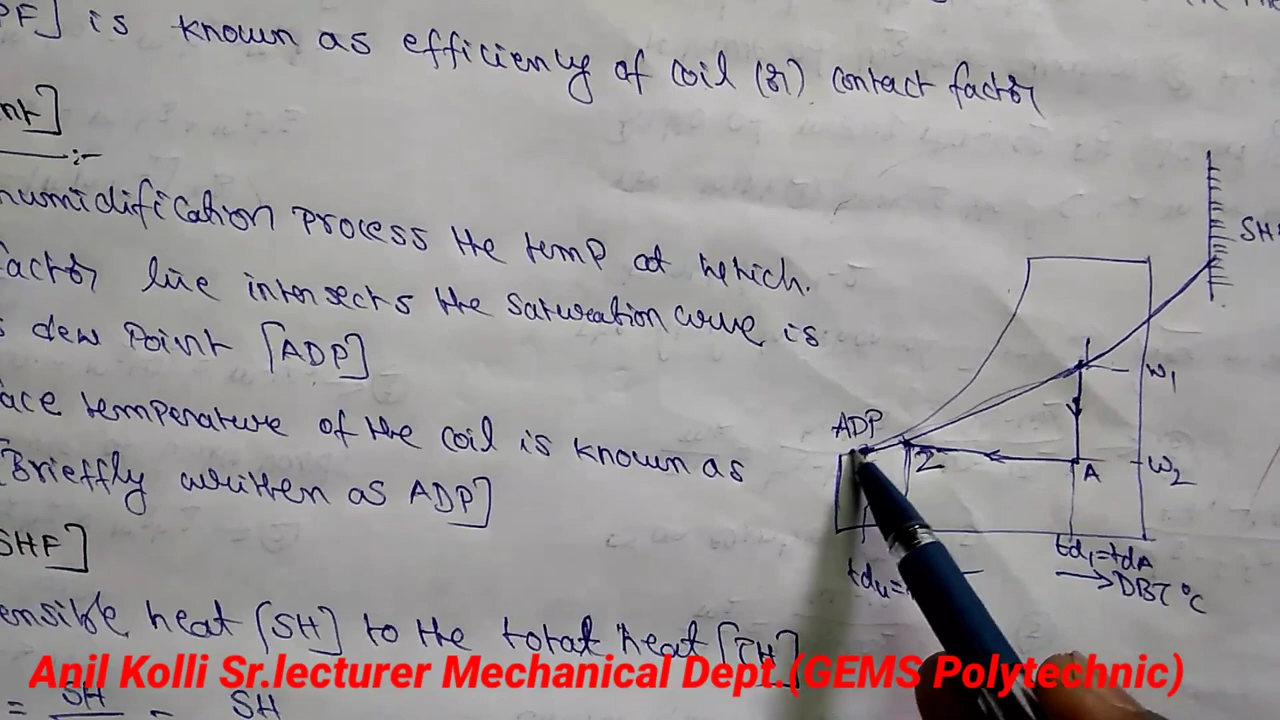 PF] is known as efficiency of coil (or) contact factor
nt]
humidification process the temp at which.
factor line intersects the saturation curve is
s dew point [ADP]
ace temperature of the coil is known as
[Brieffly written as ADP]
SHF]
ensible heat [SH] to the total heat [TH]
= SH = SH
SH
ADP
2
A
w1
w2
td1=tdA
td4=
DBT °C
Anil Kolli Sr.lecturer Mechanical Dept.(GEMS Polytechnic)